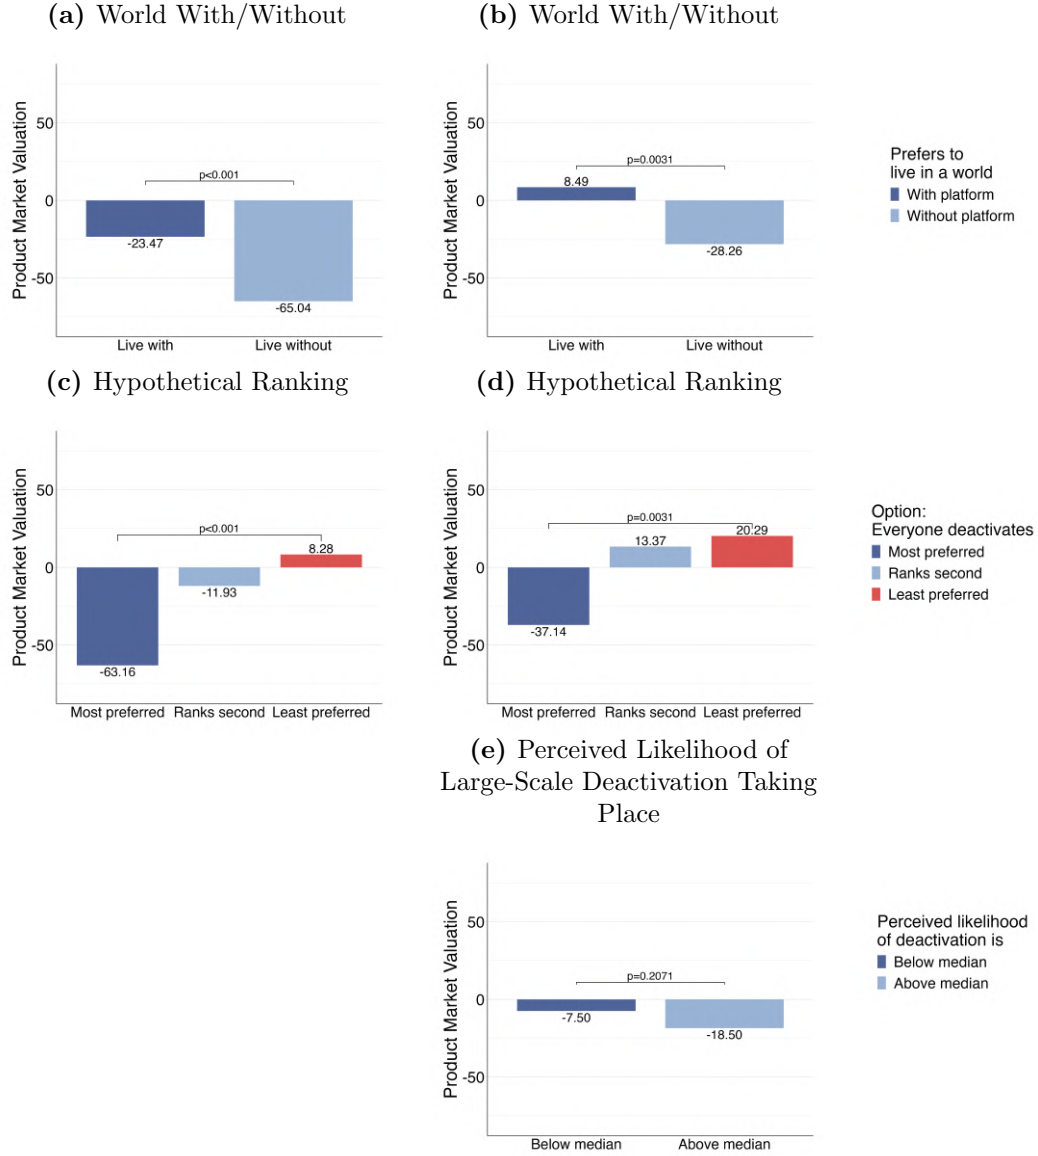 (a) World With/Without
(b) World With/Without
Product Market Valuation
50
0
-50
p<0.001
-23.47
-65.04
Live with
Live without
Product Market Valuation
50
0
-50
p=0.0031
8.49
-28.26
Live with
Live without
Prefers to
live in a world
With platform
Without platform
(c) Hypothetical Ranking
(d) Hypothetical Ranking
Product Market Valuation
50
0
-50
p<0.001
8.28
-11.93
-63.16
Most preferred
Ranks second
Least preferred
Product Market Valuation
50
0
-50
p=0.0031
20.29
13.37
-37.14
Most preferred
Ranks second
Least preferred
Option:
Everyone deactivates
Most preferred
Ranks second
Least preferred
(e) Perceived Likelihood of
Large-Scale Deactivation Taking
Place
Product Market Valuation
50
0
-50
p=0.2071
-7.50
-18.50
Below median
Above median
Perceived likelihood
of deactivation is
Below median
Above median